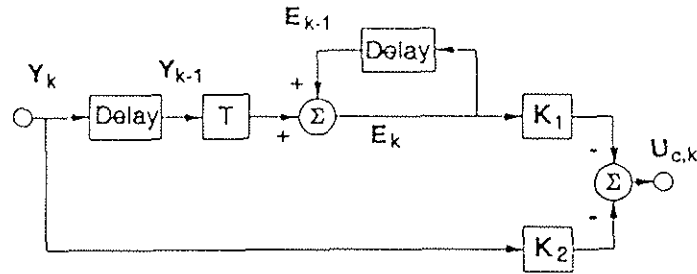 E_{k-1}
Delay
Y_k
Y_{k-1}
+
Delay
T
+
Σ
E_k
K_1
-
U_{c,k}
Σ
-
K_2